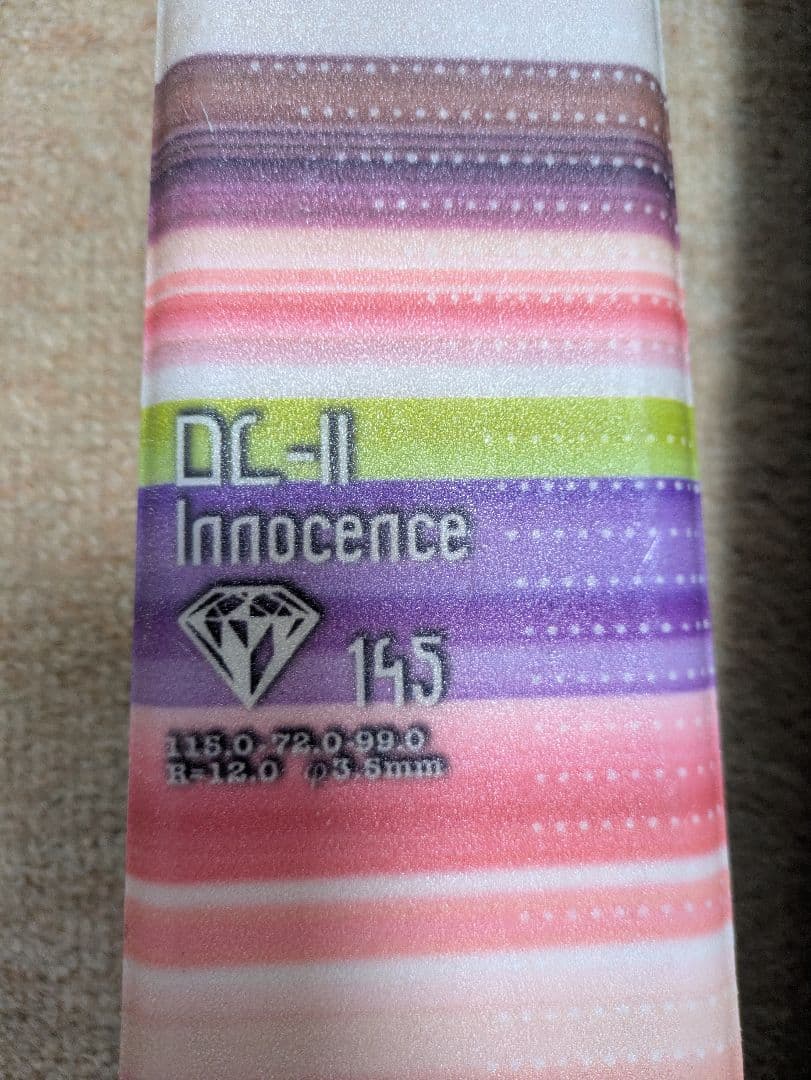 DC-II
Innocence
145
115.0-72.0-99.0
R=12.0 φ3.5mm